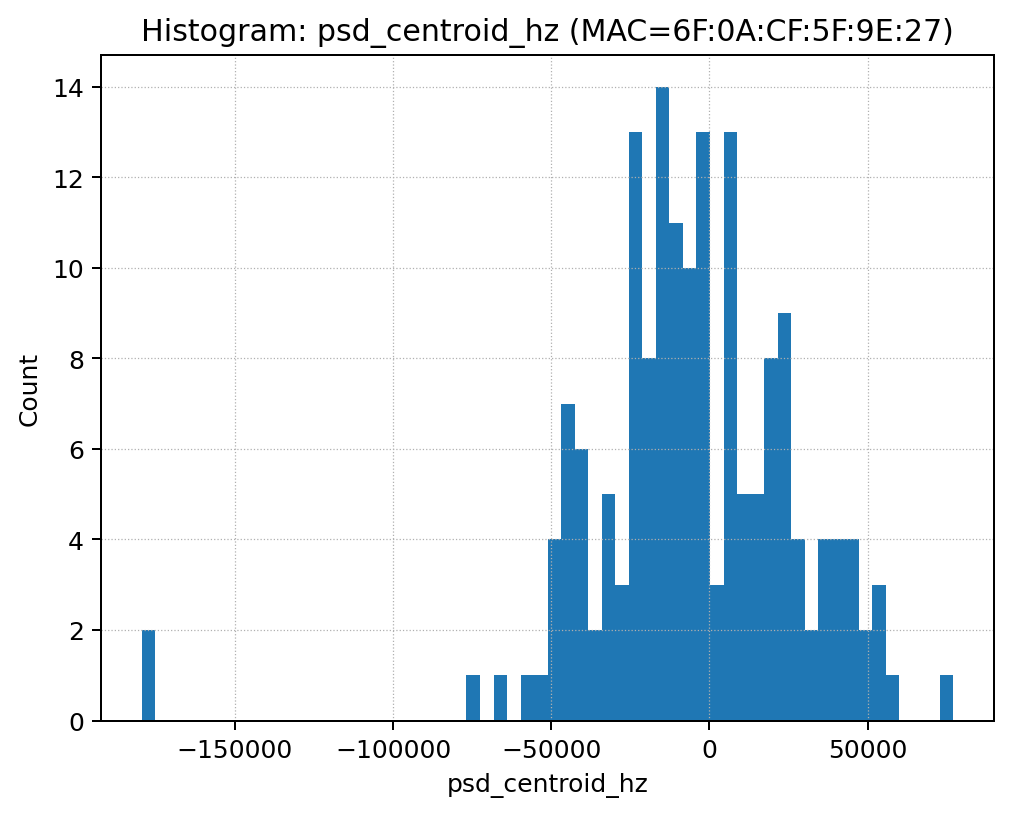 Histogram: psd_centroid_hz (MAC=6F:0A:CF:5F:9E:27)
14
12
10
8
6
4
2
0
Count
−150000 −100000 −50000 0 50000
psd_centroid_hz